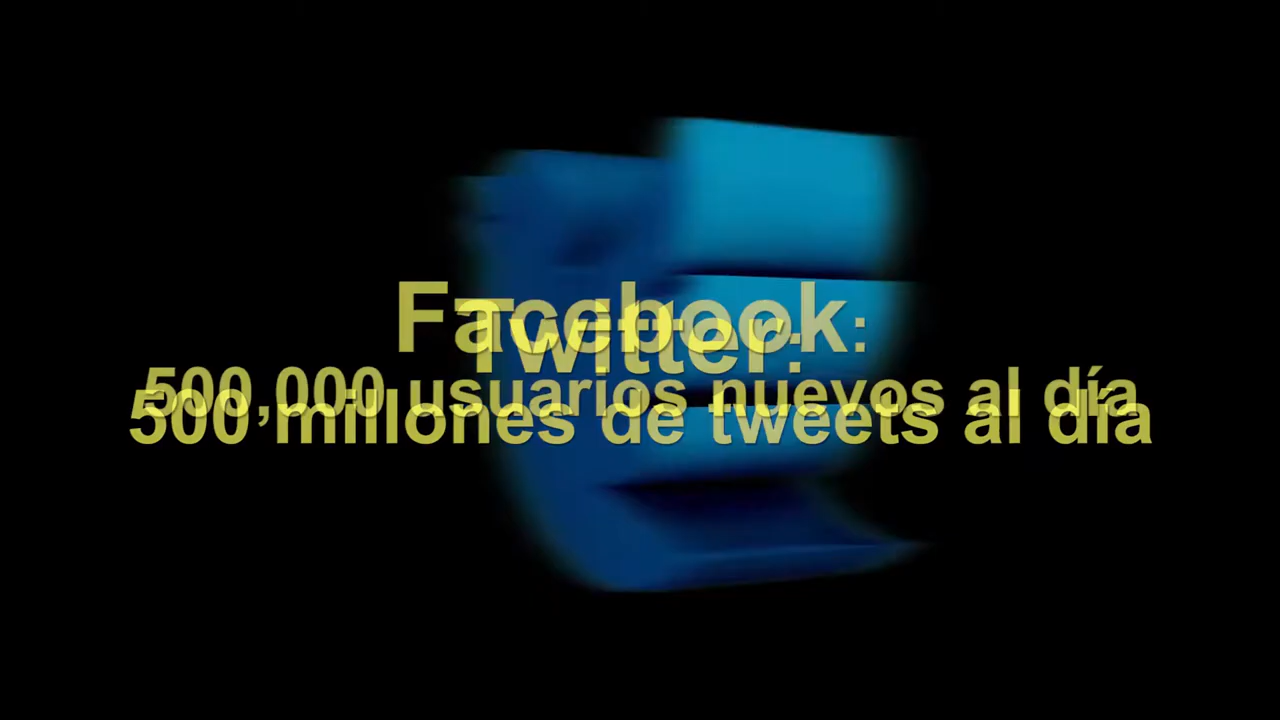 Facebook:
500,000 usuarios nuevos al día
Twitter:
500 millones de tweets al día